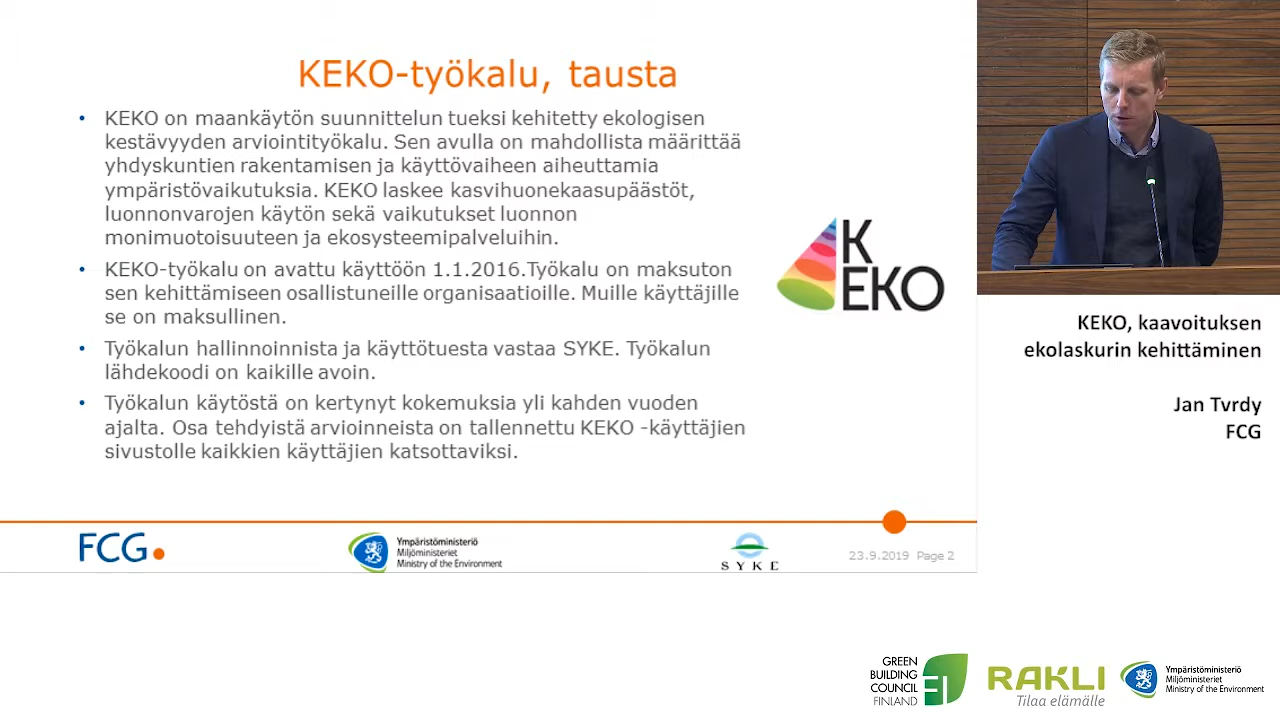 KEKO-työkalu, tausta
• KEKO on maankäytön suunnittelun tueksi kehitetty ekologisen
kestävyyden arviointityökalu. Sen avulla on mahdollista määrittää
yhdyskuntien rakentamisen ja käyttövaiheen aiheuttamia
ympäristövaikutuksia. KEKO laskee kasvihuonekaasupäästöt,
luonnonvarojen käytön sekä vaikutukset luonnon
monimuotoisuuteen ja ekosysteemipalveluihin.
• KEKO-työkalu on avattu käyttöön 1.1.2016.Työkalu on maksuton
sen kehittämiseen osallistuneille organisaatioille. Muille käyttäjille
se on maksullinen.
• Työkalun hallinnoinnista ja käyttötuesta vastaa SYKE. Työkalun
lähdekoodi on kaikille avoin.
• Työkalun käytöstä on kertynyt kokemuksia yli kahden vuoden
ajalta. Osa tehdyistä arvioinneista on tallennettu KEKO -käyttäjien
sivustolle kaikkien käyttäjien katsottaviksi.
K
EKO
FCG.
Ympäristöministeriö
Miljöministeriet
Ministry of the Environment
SYKE
23.9.2019 Page 2
KEKO, kaavoituksen
ekolaskurin kehittäminen
Jan Tvrdy
FCG
GREEN
BUILDING
COUNCIL
FINLAND
FI
RAKLI
Tilaa elämälle
Ympäristöministeriö
Miljöministeriet
Ministry of the Environment